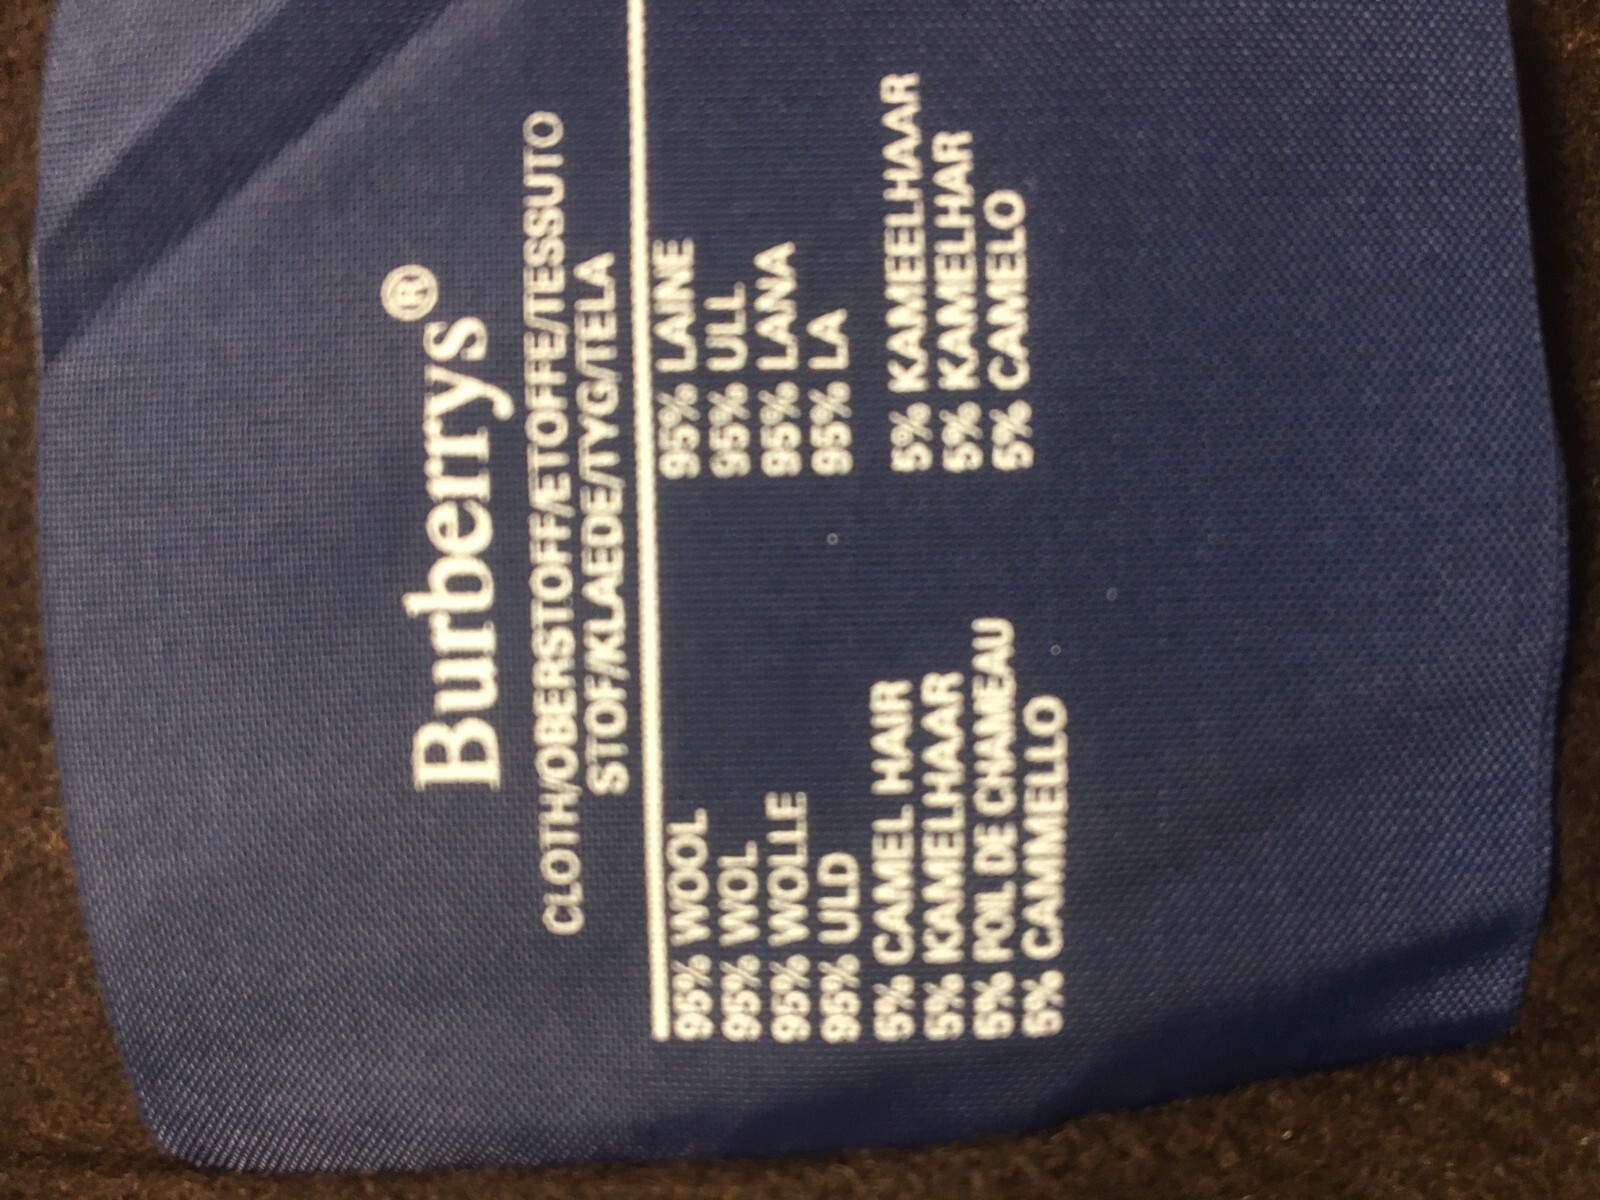 Burberrys®
CLOTH/OBERSTOFF/ETOFFE/TESSUTO
STOF/KLAEDE/TYG/TELA
95% WOOL 95% LAINE
95% WOL 95% ULL
95% WOLLE 95% LANA
95% ULD 95% LA
5% CAMEL HAIR 5% KAMEELHAAR
5% KAMELHAAR 5% KAMELHAR
5% POIL DE CHAMEAU 5% CAMELO
5% CAMMELLO